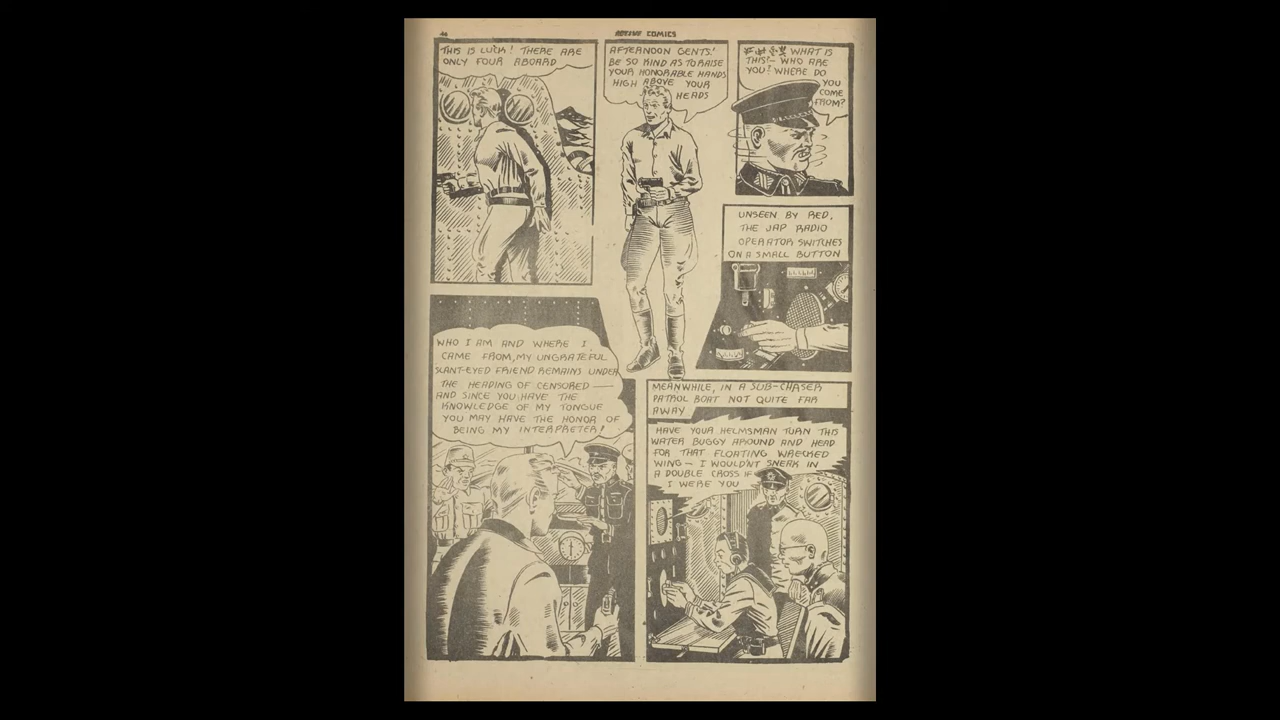 ACTIVE COMICS
THIS IS LUCK! THERE ARE
ONLY FOUR ABOARD
AFTERNOON GENTS!
BE SO KIND AS TO RAISE
YOUR HONORABLE HANDS
HIGH ABOVE YOUR
HEADS
WHAT IS
THIS?- WHO ARE
YOU? WHERE DO
YOU
COME
FROM?
UNSEEN BY RED,
THE JAP RADIO
OPERATOR SWITCHES
ON A SMALL BUTTON
WHO I AM AND WHERE I
CAME FROM, MY UNGRATEFUL
SLANT-EYED FRIEND REMAINS UNDER
THE HEADING OF CENSORED —
AND SINCE YOU HAVE THE
KNOWLEDGE OF MY TONGUE
YOU MAY HAVE THE HONOR OF
BEING MY INTERPRETER!
MEANWHILE, IN A SUB-CHASER
PATROL BOAT NOT QUITE FAR
AWAY
HAVE YOUR HELMSMAN TURN THIS
WATER BUGGY AROUND AND HEAD
FOR THAT FLOATING WRECKED
WING — I WOULDN'T SNEAK IN
A DOUBLE CROSS IF
I WERE YOU